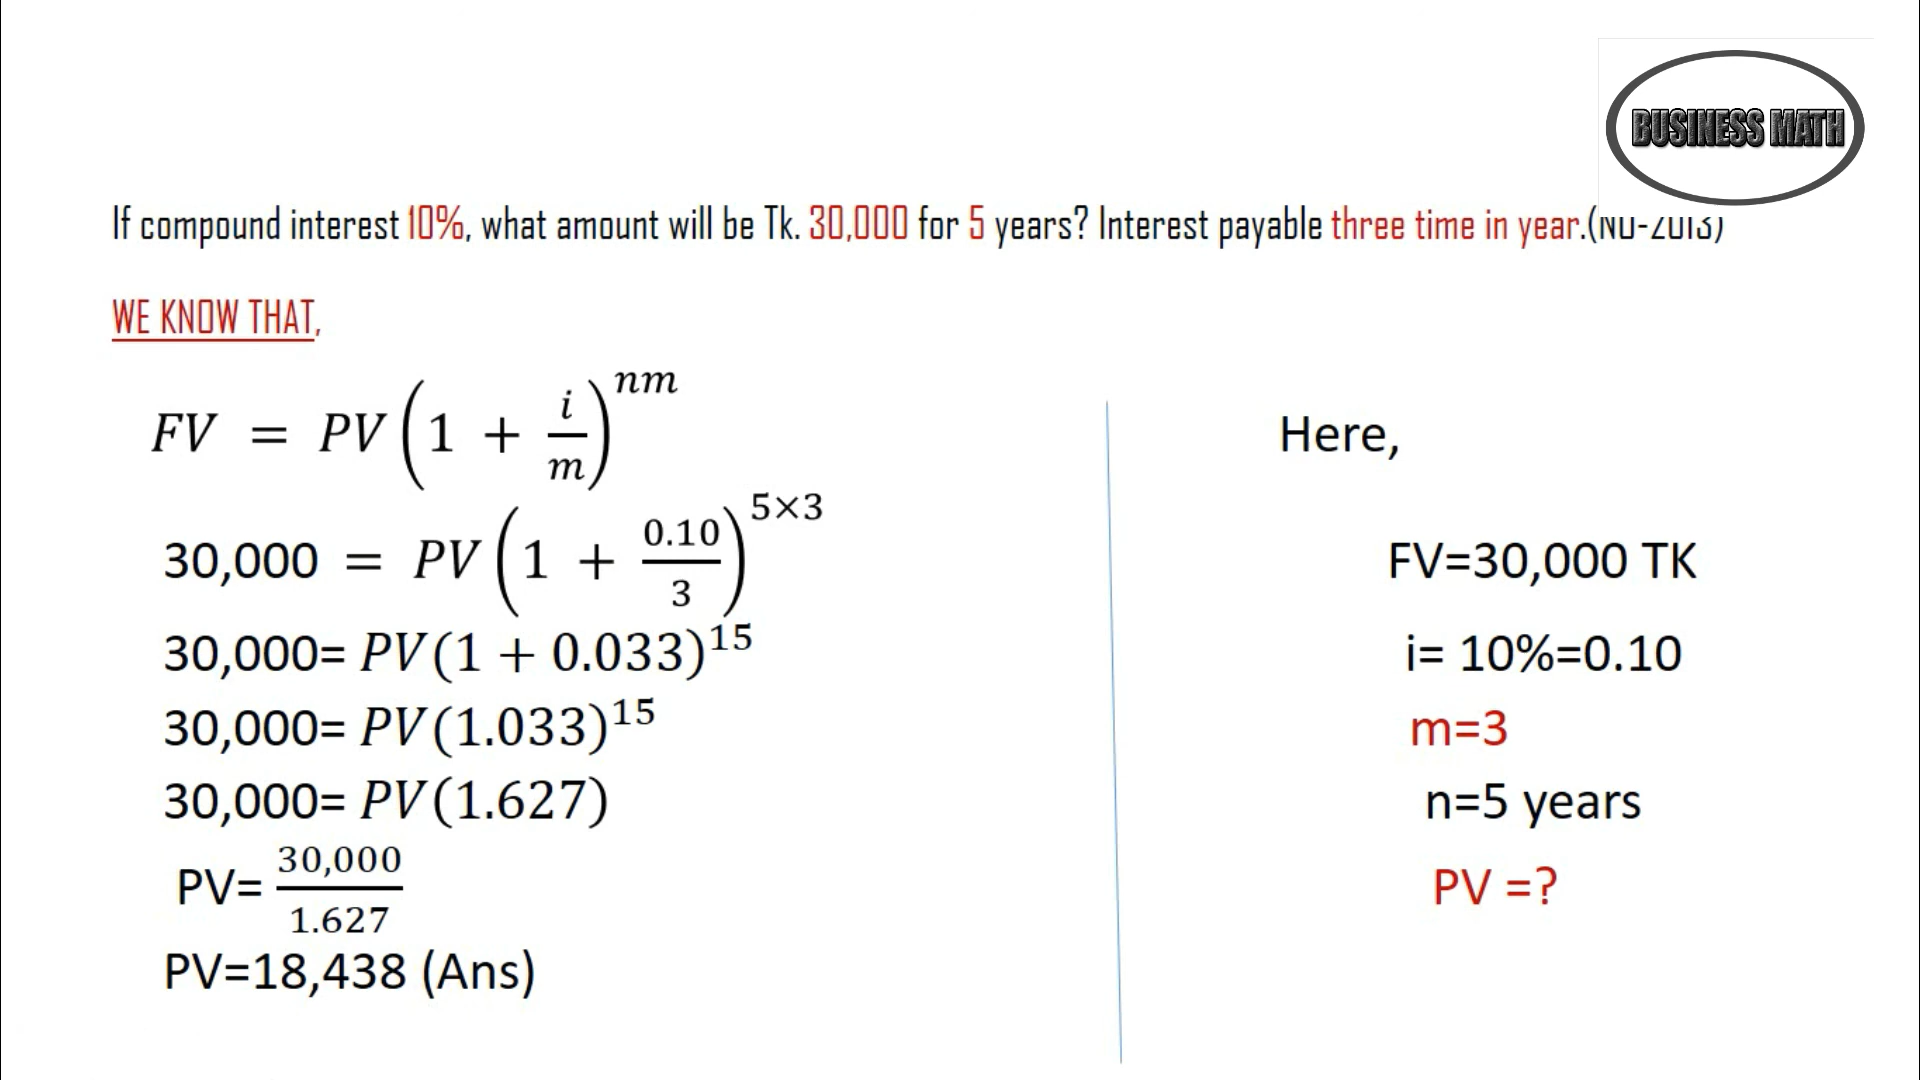 BUSINESS MATH
If compound interest 10%, what amount will be Tk. 30,000 for 5 years? Interest payable three time in year.(NU-2013)
WE KNOW THAT,
FV = PV(1 + i/m)^nm
30,000 = PV(1 + 0.10/3)^5×3
30,000= PV(1 + 0.033)^15
30,000= PV(1.033)^15
30,000= PV(1.627)
PV= 30,000/1.627
PV=18,438 (Ans)
Here,
FV=30,000 TK
i= 10%=0.10
m=3
n=5 years
PV =?